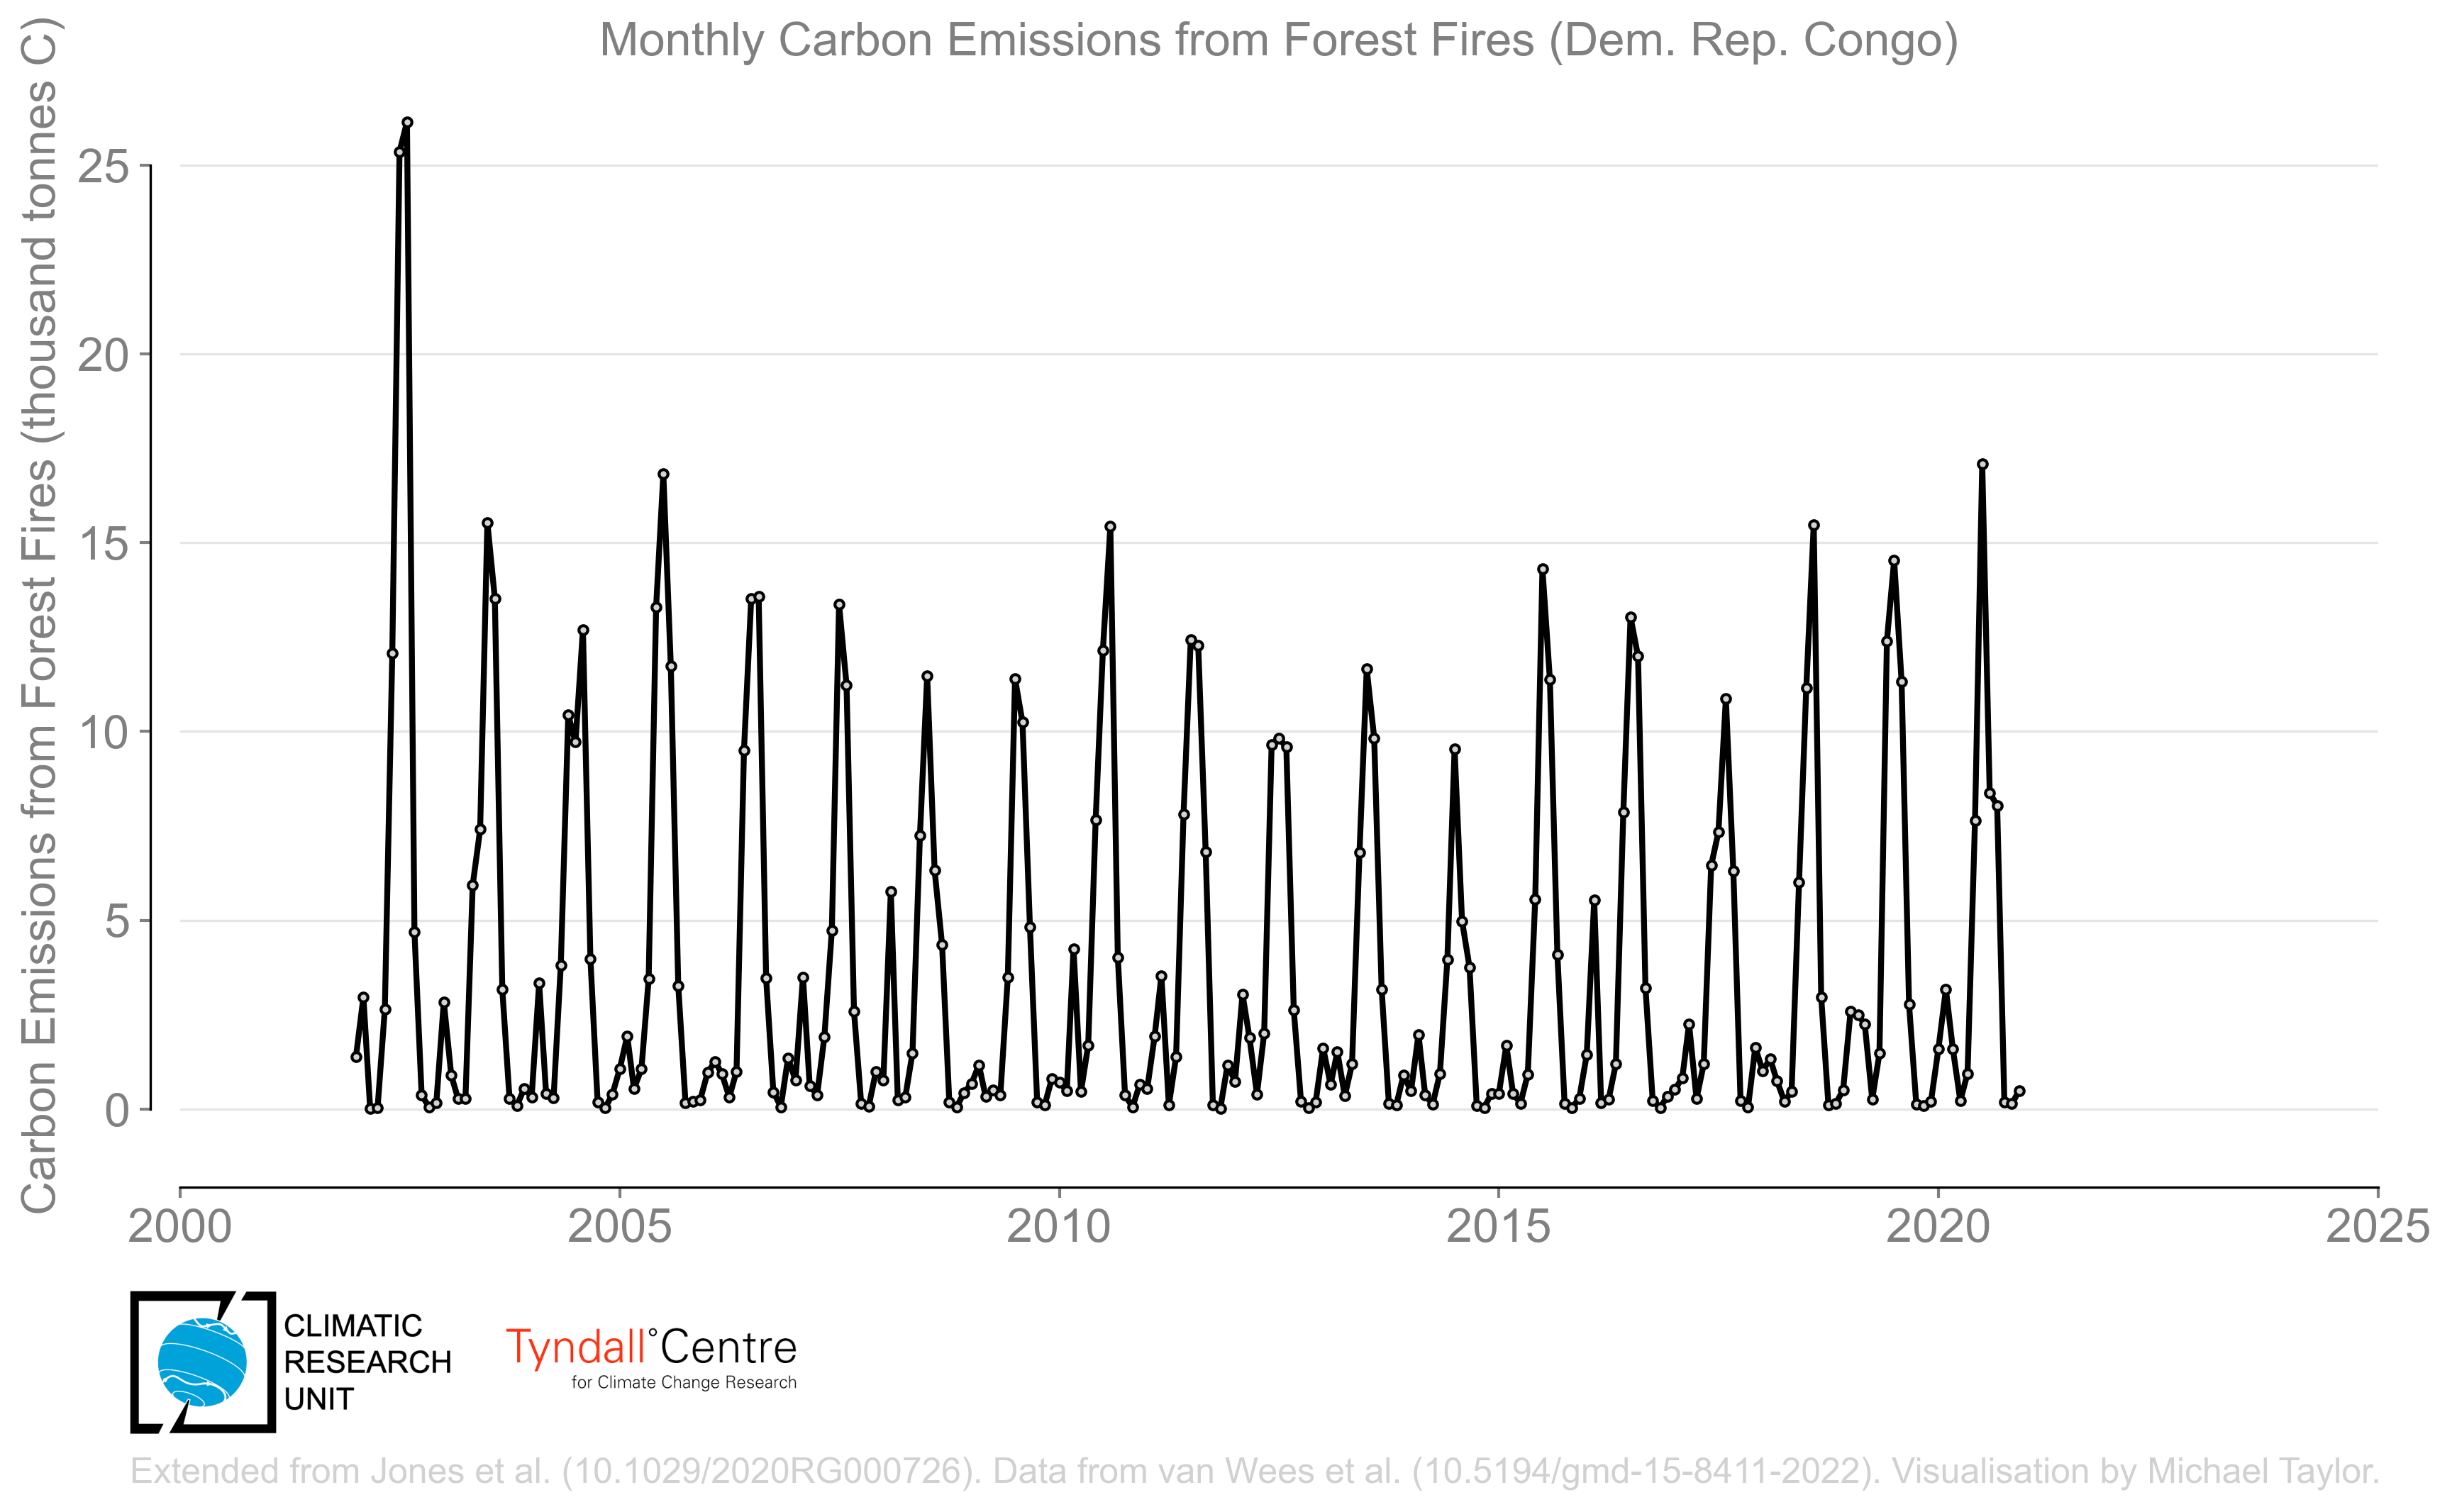 Monthly Carbon Emissions from Forest Fires (Dem. Rep. Congo)
Carbon Emissions from Forest Fires (thousand tonnes C)
25
20
15
10
5
0
2000
2005
2010
2015
2020
2025
CLIMATIC
RESEARCH
UNIT
Tyndall°Centre
for Climate Change Research
Extended from Jones et al. (10.1029/2020RG000726). Data from van Wees et al. (10.5194/gmd-15-8411-2022). Visualisation by Michael Taylor.